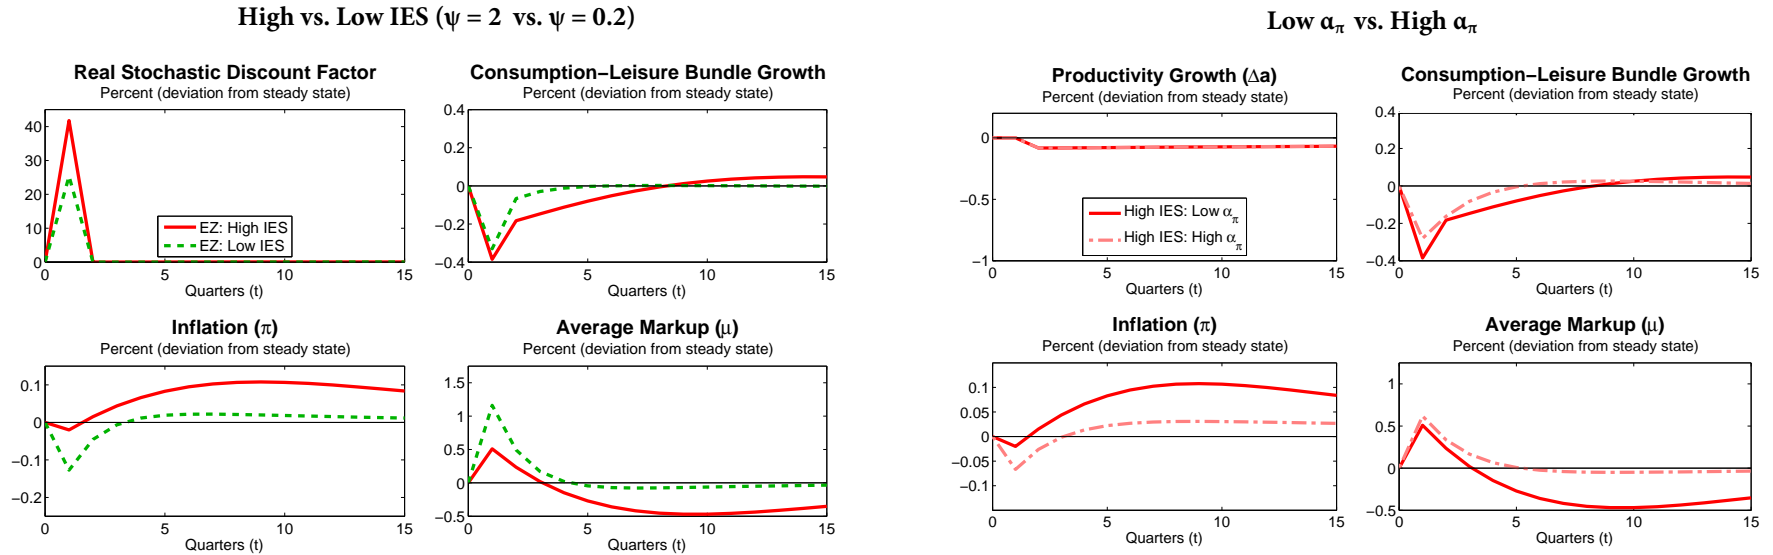 High vs. Low IES (ψ = 2 vs. ψ = 0.2)
Real Stochastic Discount Factor
Percent (deviation from steady state)
40
30
20
10
0
EZ: High IES
EZ: Low IES
0 5 10 15
Quarters (t)
Consumption−Leisure Bundle Growth
Percent (deviation from steady state)
0.4
0.2
0
−0.2
−0.4
0 5 10 15
Quarters (t)
Inflation (π)
Percent (deviation from steady state)
0.1
0
−0.1
−0.2
0 5 10 15
Quarters (t)
Average Markup (μ)
Percent (deviation from steady state)
1.5
1
0.5
0
−0.5
0 5 10 15
Quarters (t)
Low απ vs. High απ
Productivity Growth (Δa)
Percent (deviation from steady state)
0
−0.5
−1
High IES: Low απ
High IES: High απ
0 5 10 15
Quarters (t)
Consumption−Leisure Bundle Growth
Percent (deviation from steady state)
0.4
0.2
0
−0.2
−0.4
0 5 10 15
Quarters (t)
Inflation (π)
Percent (deviation from steady state)
0.1
0.05
0
−0.05
−0.1
0 5 10 15
Quarters (t)
Average Markup (μ)
Percent (deviation from steady state)
1
0.5
0
−0.5
0 5 10 15
Quarters (t)